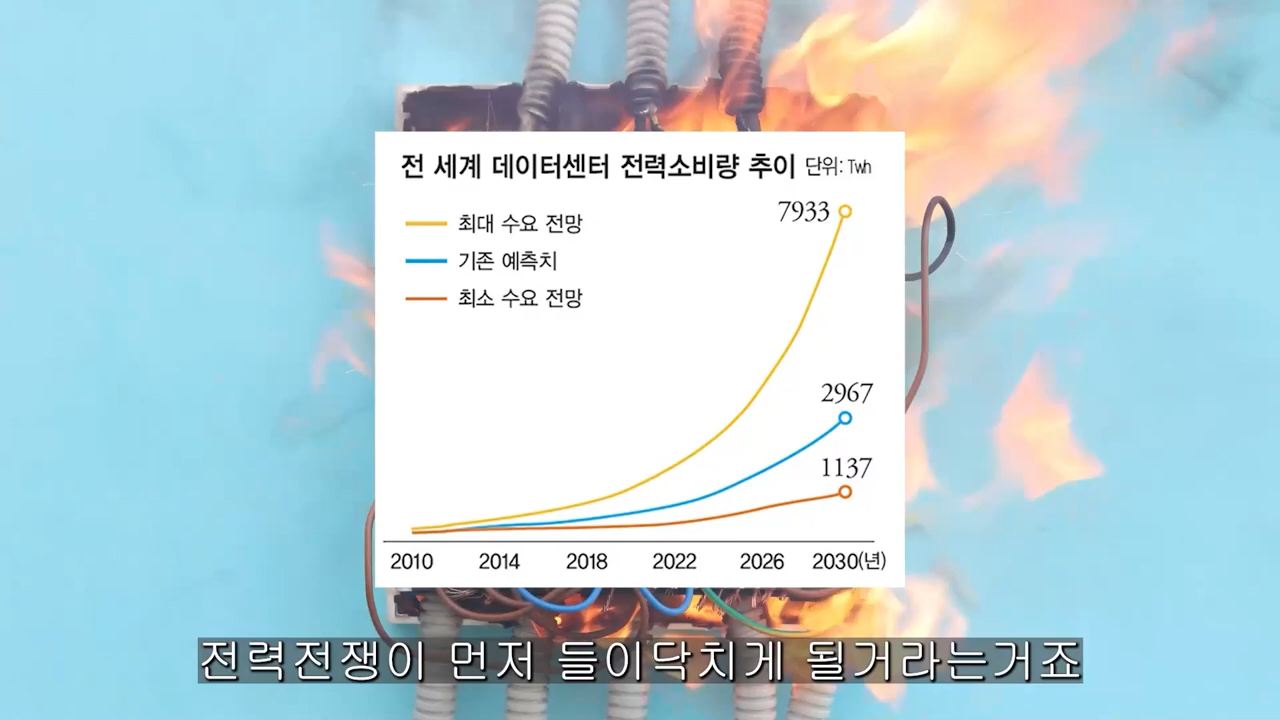 전 세계 데이터센터 전력소비량 추이 단위: Twh
최대 수요 전망
기존 예측치
최소 수요 전망
7933
2967
1137
2010 2014 2018 2022 2026 2030(년)
전력전쟁이 먼저 들이닥치게 될거라는거죠